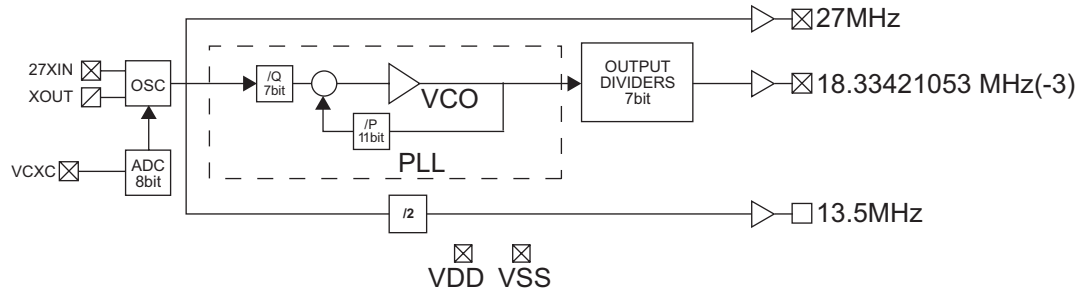 27MHz
27XIN
XOUT
OSC
/Q
7bit
VCO
/P
11bit
PLL
OUTPUT
DIVIDERS
7bit
18.33421053 MHz(-3)
VCXC
ADC
8bit
/2
13.5MHz
VDD VSS